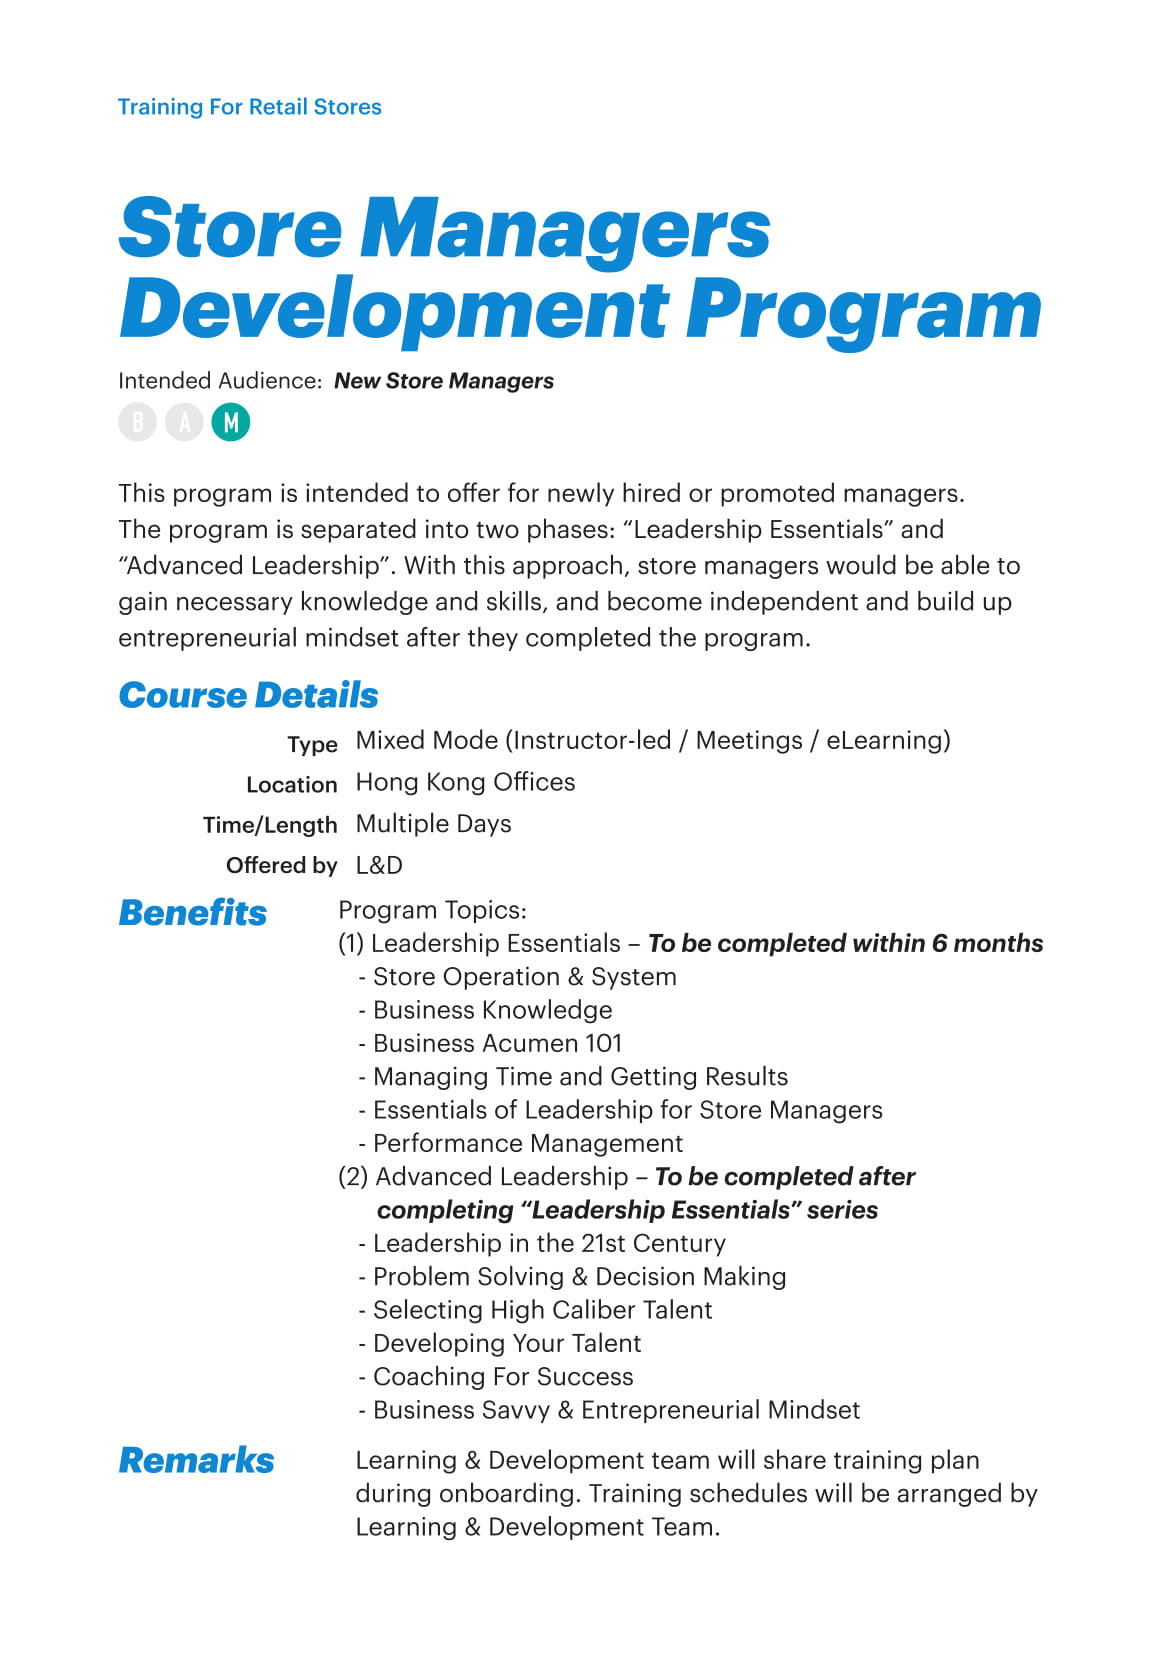 Training For Retail Stores
Store Managers
Development Program
Intended Audience: New Store Managers
B A M
This program is intended to offer for newly hired or promoted managers.
The program is separated into two phases: “Leadership Essentials” and
“Advanced Leadership”. With this approach, store managers would be able to
gain necessary knowledge and skills, and become independent and build up
entrepreneurial mindset after they completed the program.
Course Details
Type Mixed Mode (Instructor-led / Meetings / eLearning)
Location Hong Kong Offices
Time/Length Multiple Days
Offered by L&D
Benefits Program Topics:
(1) Leadership Essentials – To be completed within 6 months
- Store Operation & System
- Business Knowledge
- Business Acumen 101
- Managing Time and Getting Results
- Essentials of Leadership for Store Managers
- Performance Management
(2) Advanced Leadership – To be completed after
completing “Leadership Essentials” series
- Leadership in the 21st Century
- Problem Solving & Decision Making
- Selecting High Caliber Talent
- Developing Your Talent
- Coaching For Success
- Business Savvy & Entrepreneurial Mindset
Remarks Learning & Development team will share training plan
during onboarding. Training schedules will be arranged by
Learning & Development Team.